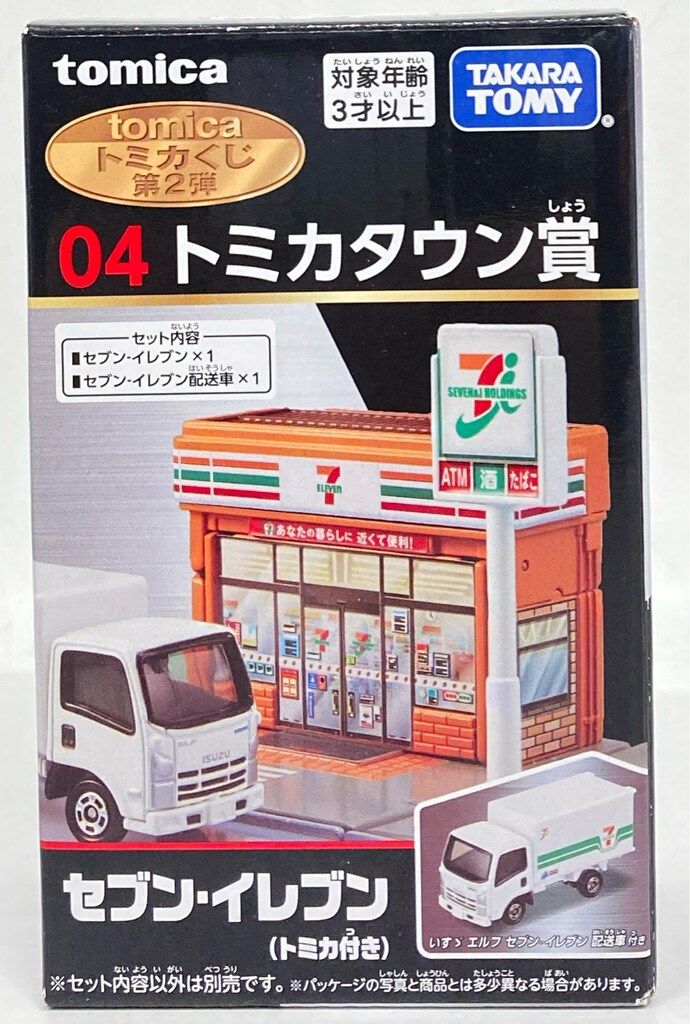 tomica
対象年齢
3才以上
TAKARA TOMY
tomica
トミカくじ
第2弾
04 トミカタウン賞
セット内容
■セブン-イレブン×1
■セブン-イレブン配送車×1
SEVEN&i HOLDINGS
ATM 酒 たばこ
7 ELEVEN
あなたの暮らしに 近くて便利!
ISUZU
セブン-イレブン
(トミカ付き)
いすゞ エルフ セブン-イレブン 配送車 付き
※セット内容以外は別売です。 ※パッケージの写真と商品とは多少異なる場合があります。